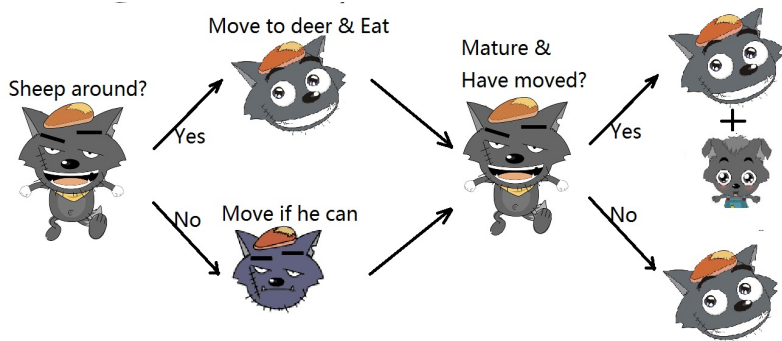 Sheep around?
Yes
No
Move to deer & Eat
Move if he can
Mature &
Have moved?
Yes
No